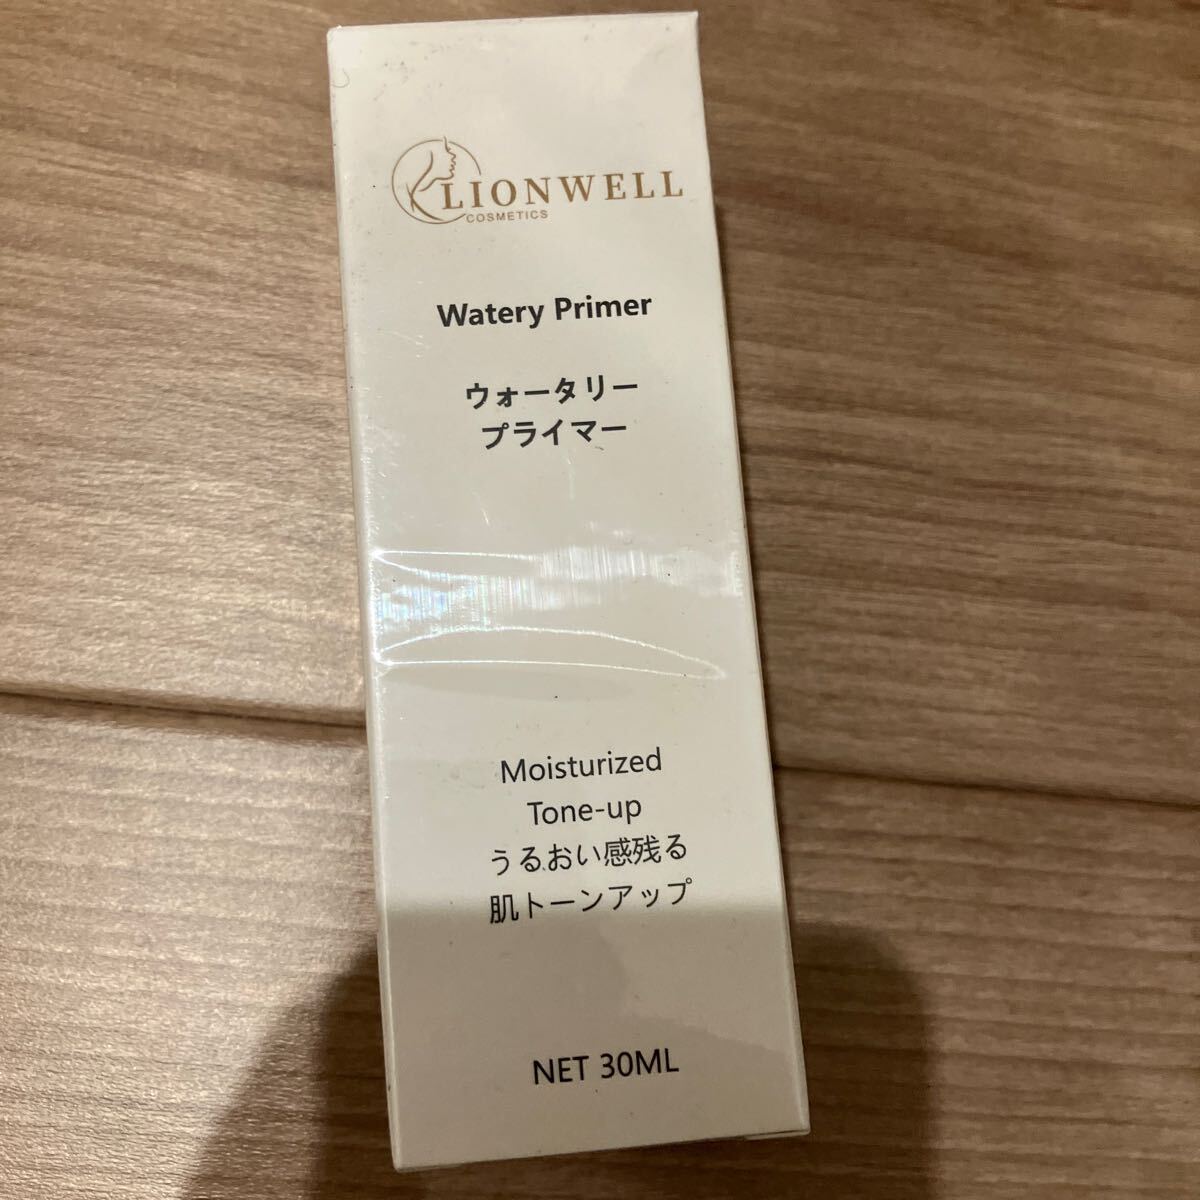 LIONWELL
COSMETICS
Watery Primer
ウォータリー
プライマー
Moisturized
Tone-up
うるおい感残る
肌トーンアップ
NET 30ML